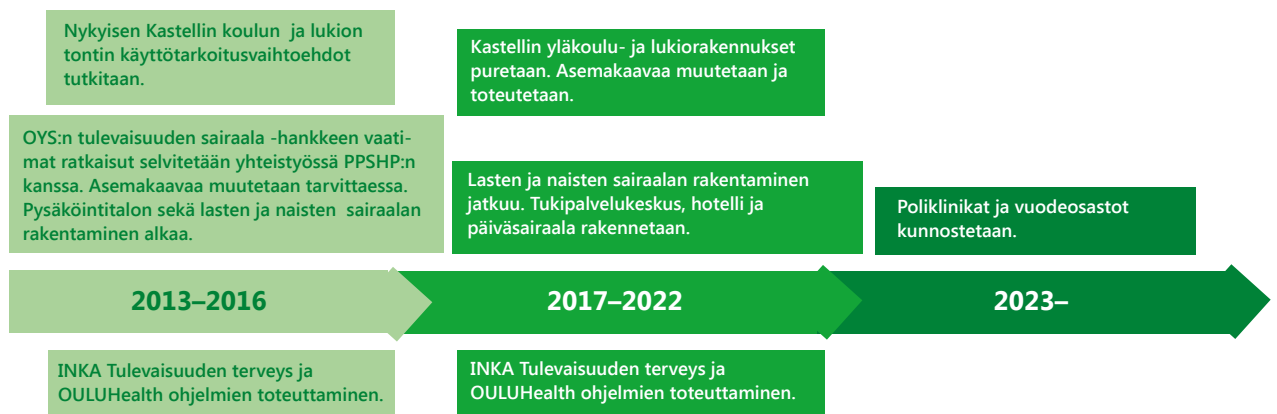 Nykyisen Kastellin koulun ja lukion
tontin käyttötarkoitusvaihtoehdot
tutkitaan.
OYS:n tulevaisuuden sairaala -hankkeen vaati-
mat ratkaisut selvitetään yhteistyössä PPSHP:n
kanssa. Asemakaavaa muutetaan tarvittaessa.
Pysäköintitalon sekä lasten ja naisten sairaalan
rakentaminen alkaa.
Kastellin yläkoulu- ja lukiorakennukset
puretaan. Asemakaavaa muutetaan ja
toteutetaan.
Lasten ja naisten sairaalan rakentaminen
jatkuu. Tukipalvelukeskus, hotelli ja
päiväsairaala rakennetaan.
Poliklinikat ja vuodeosastot
kunnostetaan.
2013–2016
2017–2022
2023–
INKA Tulevaisuuden terveys ja
OULUHealth ohjelmien toteuttaminen.
INKA Tulevaisuuden terveys ja
OULUHealth ohjelmien toteuttaminen.